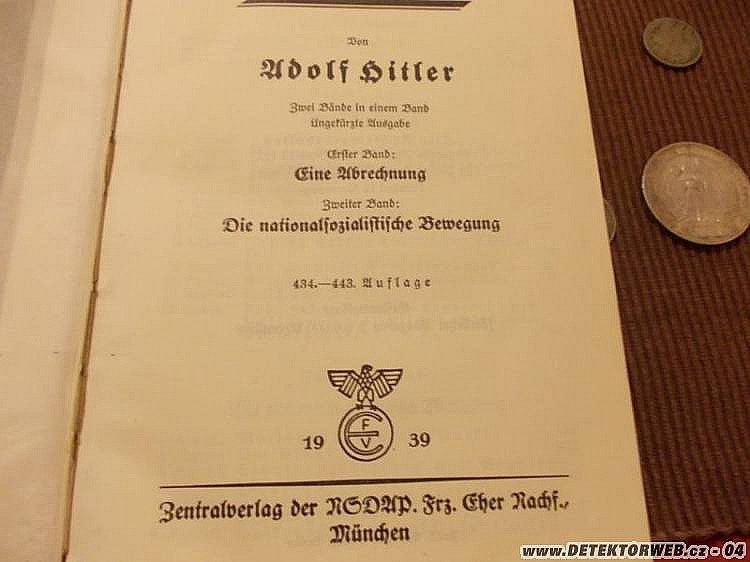 Von
Adolf Hitler
Zwei Bände in einem Band
Ungekürzte Ausgabe
Erster Band:
Eine Abrechnung
Zweiter Band:
Die nationalsozialistische Bewegung
434.—443. Auflage
F
E
V
19 39
Zentralverlag der NSDAP. Frz. Eher Nachf.,
München
www.DETEKTORWEB.cz - 04